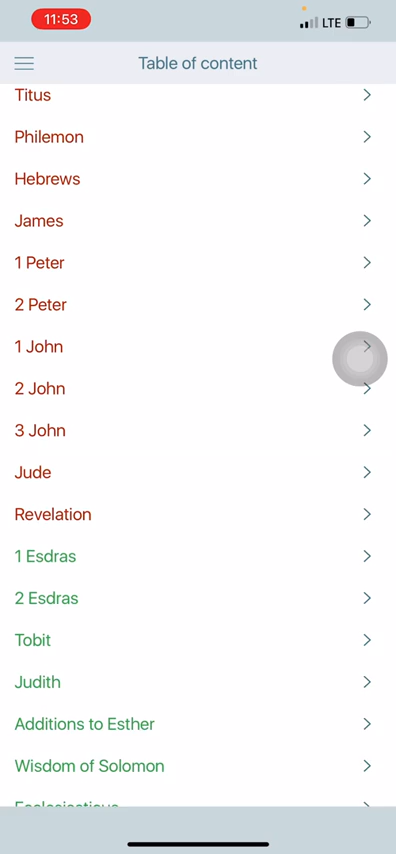 11:53
LTE
Table of content
Titus
Philemon
Hebrews
James
1 Peter
2 Peter
1 John
2 John
3 John
Jude
Revelation
1 Esdras
2 Esdras
Tobit
Judith
Additions to Esther
Wisdom of Solomon